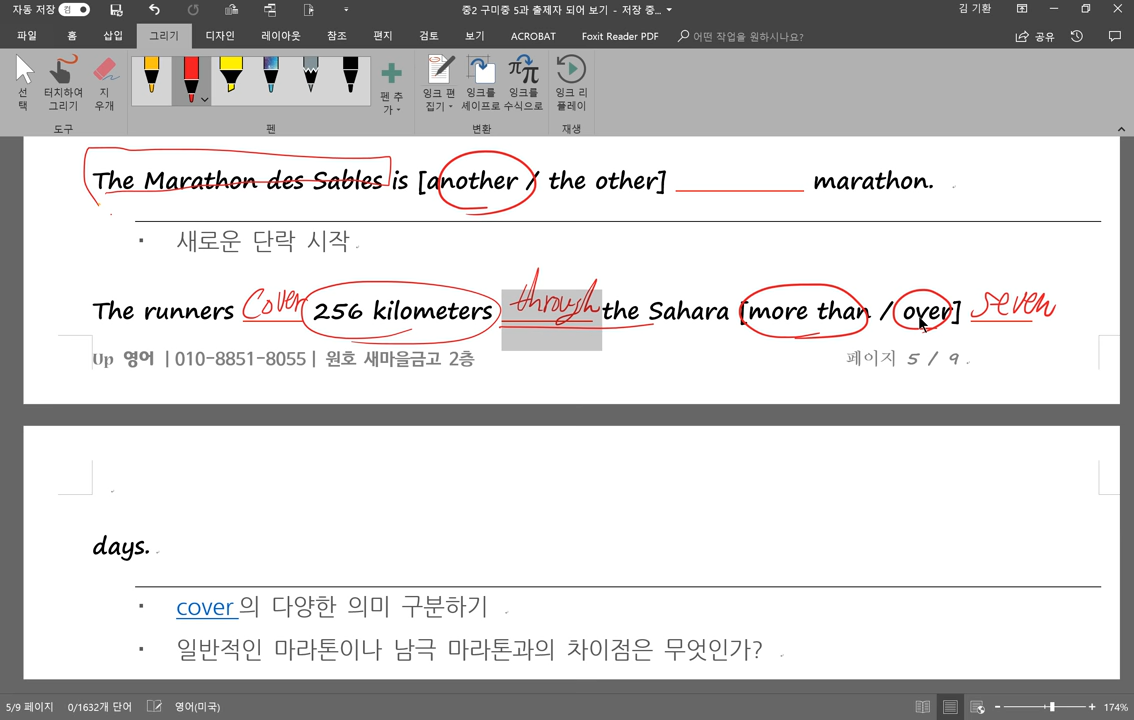 자동 저장 컴 중2 구미중 5과 출제자 되어 보기 - 저장 중... 김 기환
파일 홈 삽입 그리기 디자인 레이아웃 참조 편지 검토 보기 ACROBAT Foxit Reader PDF 어떤 작업을 원하시나요? 공유
선택 터치하여 그리기 지우개 펜 추가 잉크 편집기 잉크를 셰이프로 잉크를 수식으로 잉크 리플레이
도구 펜 변환 재생
The Marathon des Sables is [another / the other] marathon.
· 새로운 단락 시작
The runners Cover 256 kilometers through the Sahara [more than / over] seven
Up 영어 | 010-8851-8055 | 원호 새마을금고 2층 페이지 5 / 9
days.
· cover의 다양한 의미 구분하기
· 일반적인 마라톤이나 남극 마라톤과의 차이점은 무엇인가?
5/9 페이지 0/1632개 단어 영어(미국) 174%